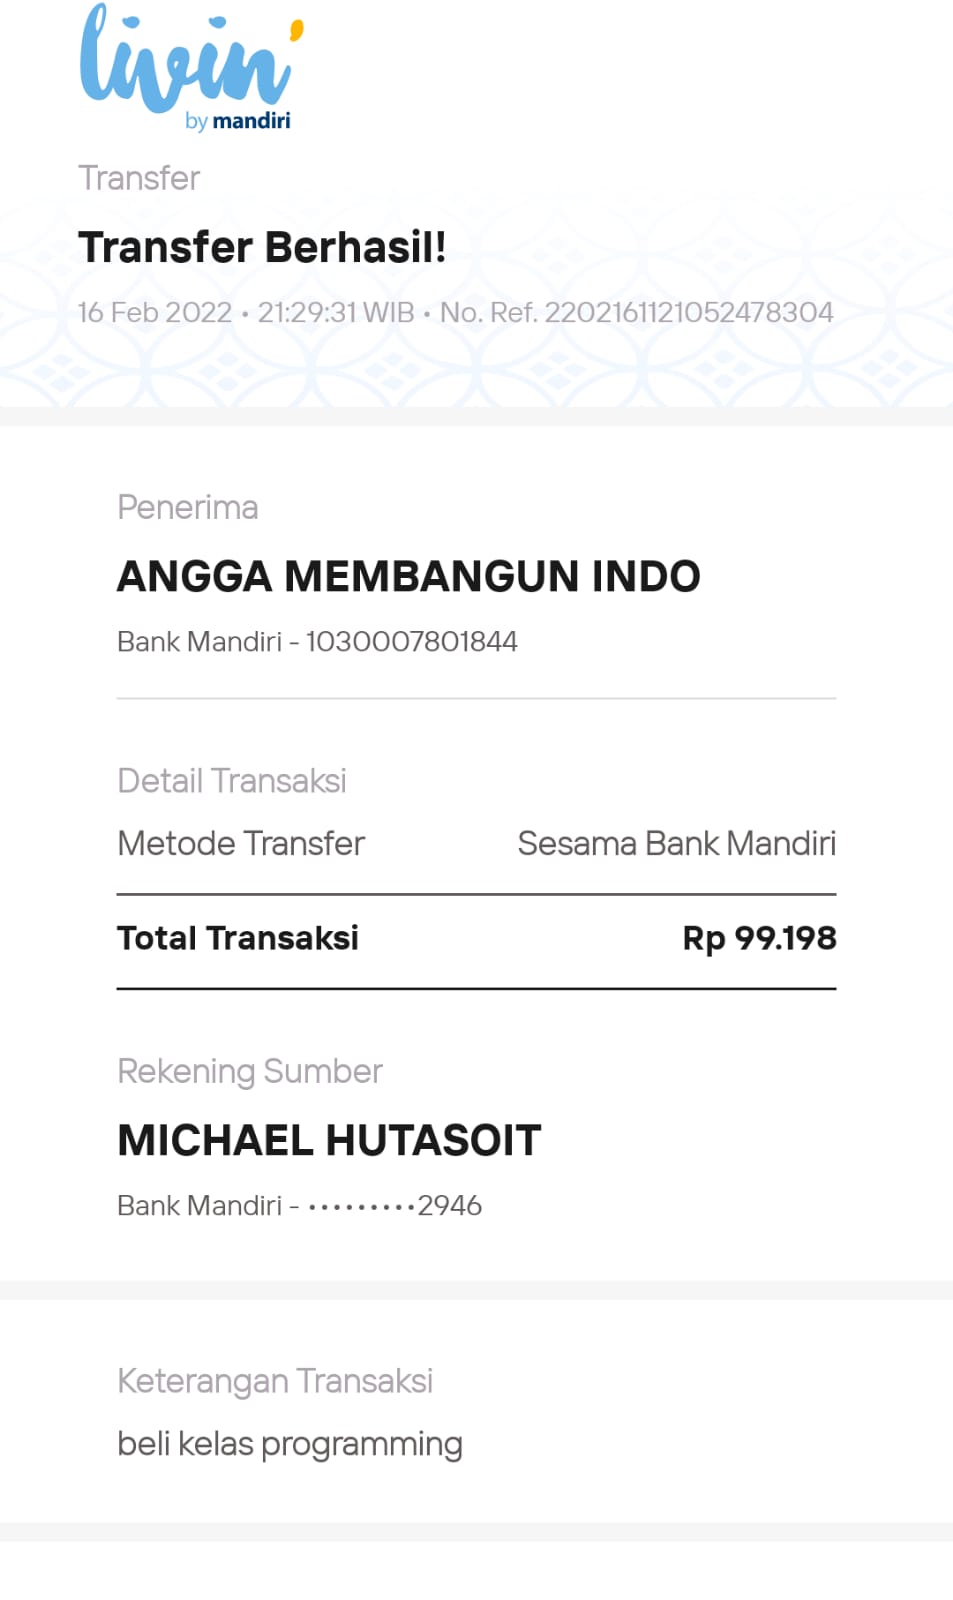 livin'
by mandiri
Transfer
Transfer Berhasil!
16 Feb 2022 • 21:29:31 WIB • No. Ref. 2202161121052478304
Penerima
ANGGA MEMBANGUN INDO
Bank Mandiri - 1030007801844
Detail Transaksi
Metode Transfer Sesama Bank Mandiri
Total Transaksi Rp 99.198
Rekening Sumber
MICHAEL HUTASOIT
Bank Mandiri - •••••••••2946
Keterangan Transaksi
beli kelas programming